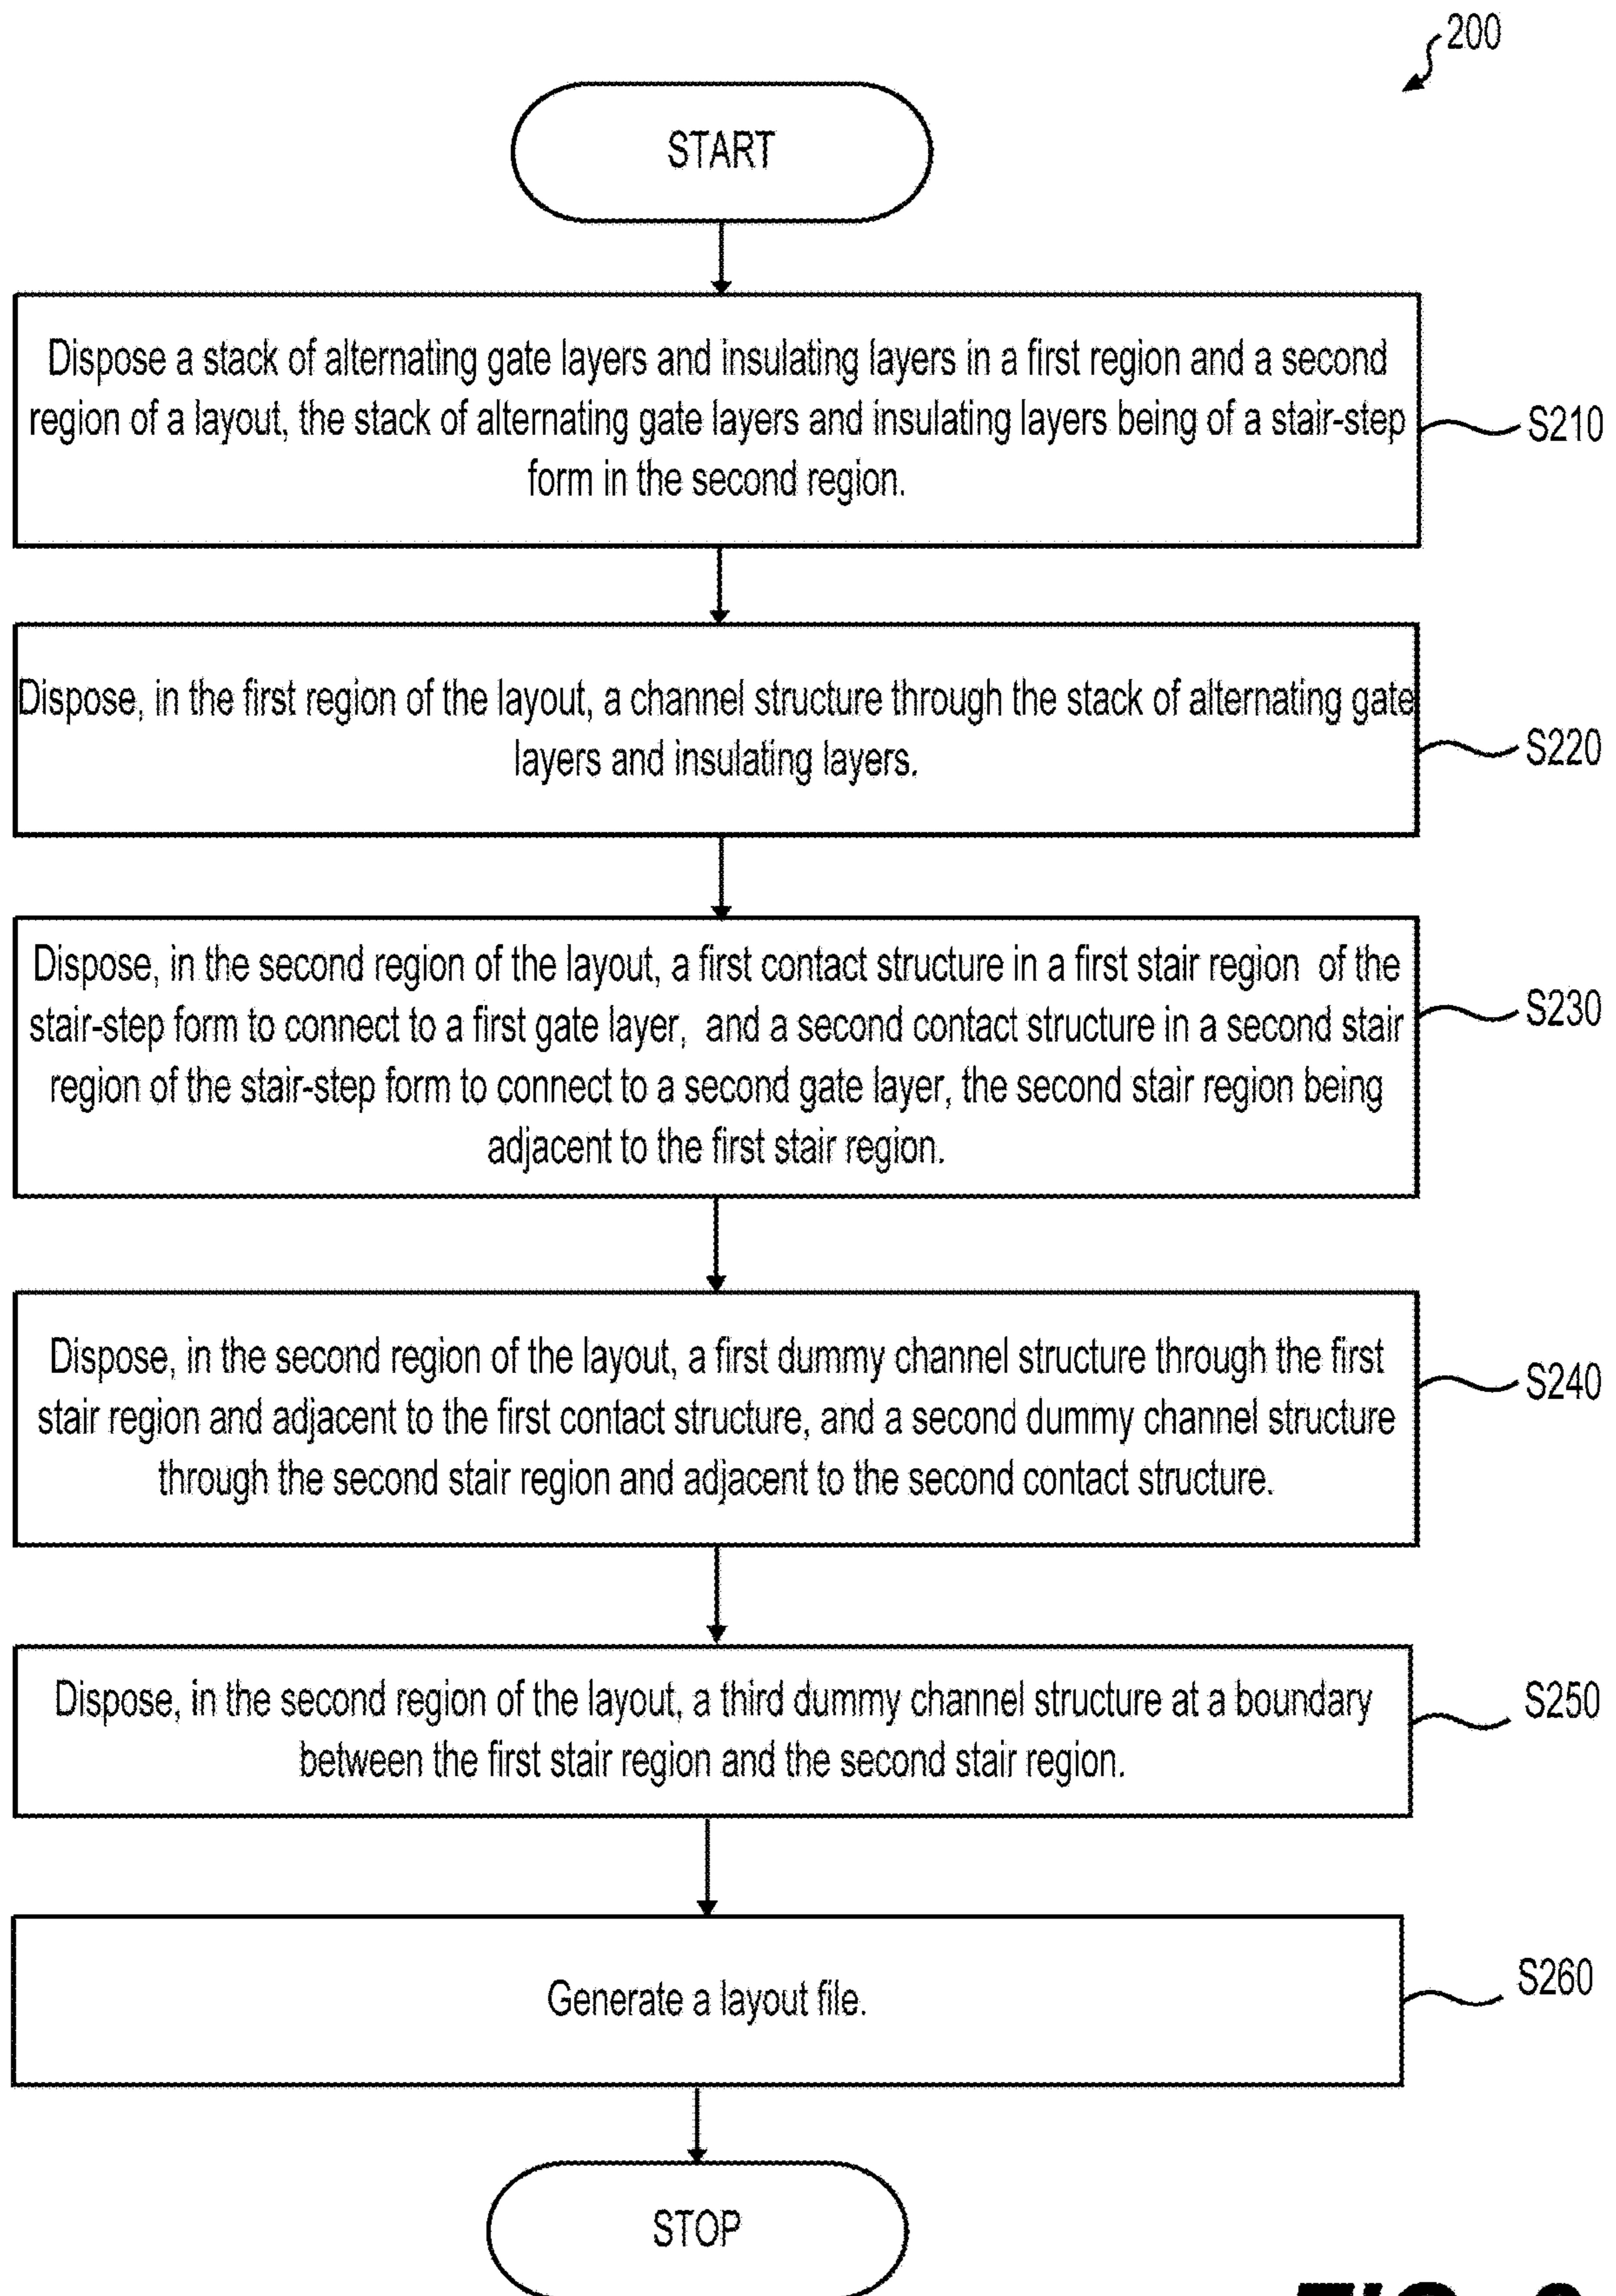 200
START
Dispose a stack of alternating gate layers and insulating layers in a first region and a second
region of a layout, the stack of alternating gate layers and insulating layers being of a stair-step
form in the second region.
S210
Dispose, in the first region of the layout, a channel structure through the stack of alternating gate
layers and insulating layers.
S220
Dispose, in the second region of the layout, a first contact structure in a first stair region of the
stair-step form to connect to a first gate layer, and a second contact structure in a second stair
region of the stair-step form to connect to a second gate layer, the second stair region being
adjacent to the first stair region.
S230
Dispose, in the second region of the layout, a first dummy channel structure through the first
stair region and adjacent to the first contact structure, and a second dummy channel structure
through the second stair region and adjacent to the second contact structure.
S240
Dispose, in the second region of the layout, a third dummy channel structure at a boundary
between the first stair region and the second stair region.
S250
Generate a layout file.
S260
STOP